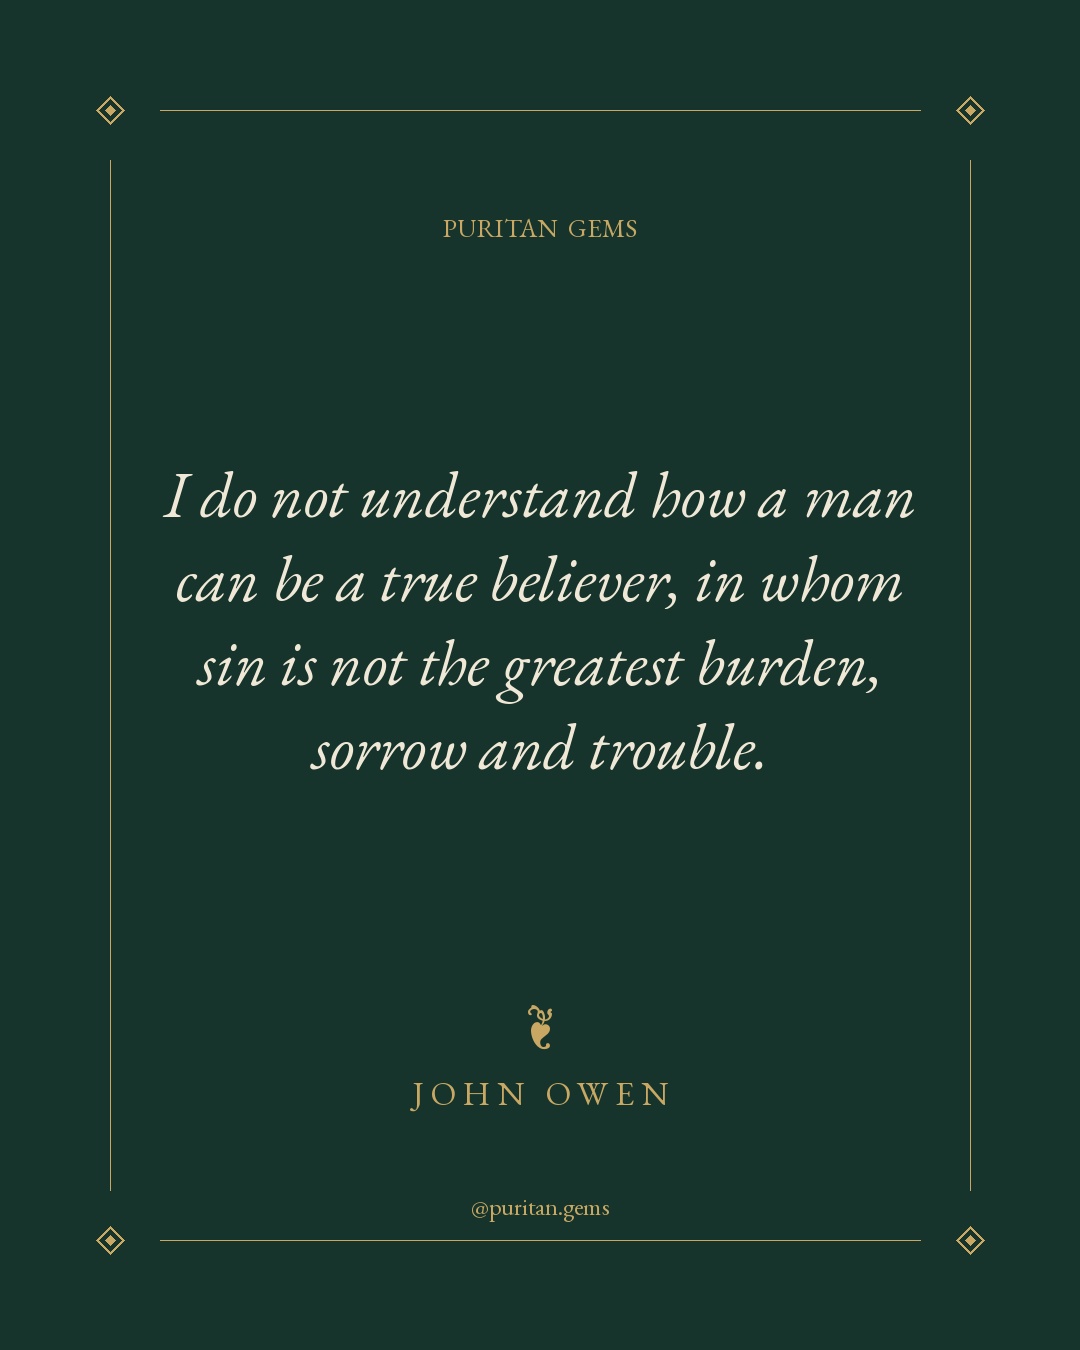 PURITAN GEMS
I do not understand how a man
can be a true believer, in whom
sin is not the greatest burden,
sorrow and trouble.
JOHN OWEN
@puritan.gems